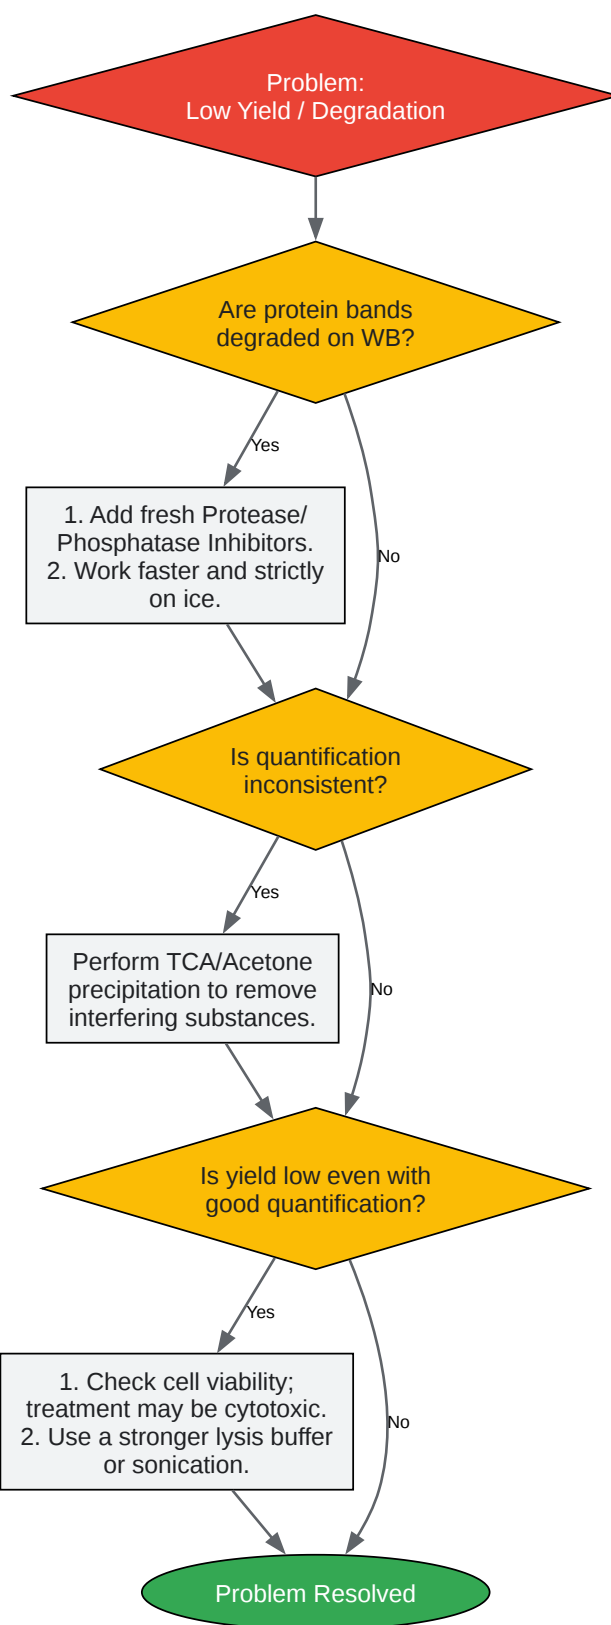 Problem:
Low Yield / Degradation
Are protein bands
degraded on WB?
Yes
1. Add fresh Protease/
Phosphatase Inhibitors.
2. Work faster and strictly
on ice.
No
Is quantification
inconsistent?
Yes
Perform TCA/Acetone
precipitation to remove
interfering substances.
No
Is yield low even with
good quantification?
Yes
1. Check cell viability;
treatment may be cytotoxic.
2. Use a stronger lysis buffer
or sonication.
No
Problem Resolved